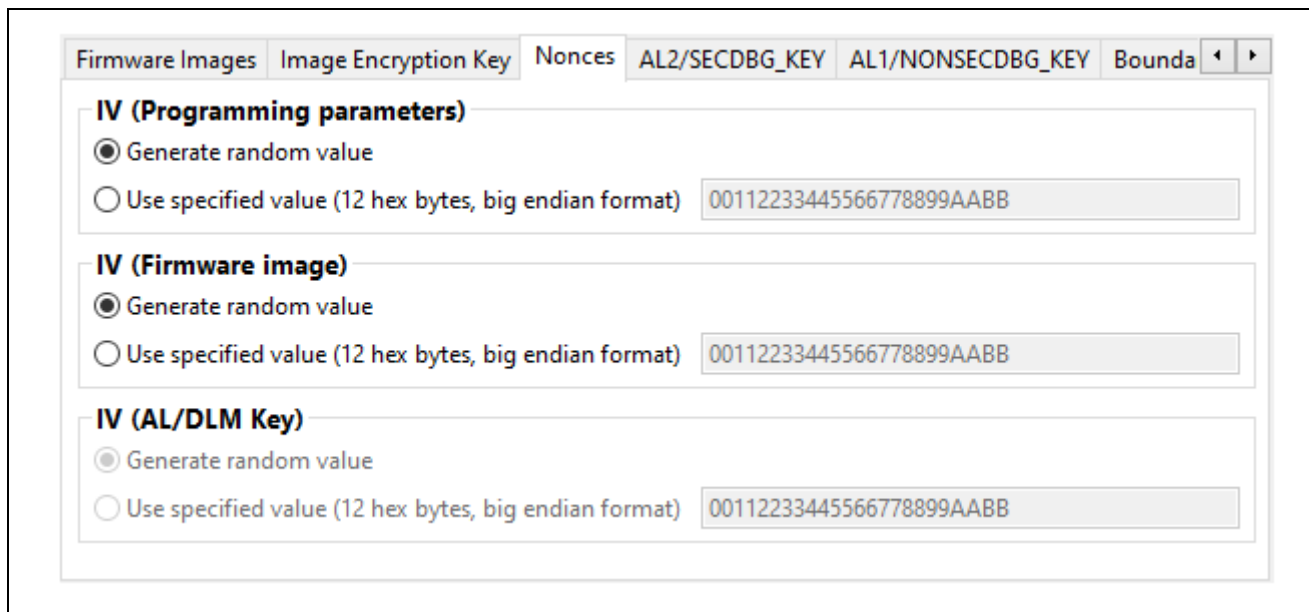 Firmware Images Image Encryption Key Nonces AL2/SECDBG_KEY AL1/NONSECDBG_KEY Bounda
IV (Programming parameters)
Generate random value
Use specified value (12 hex bytes, big endian format) 00112233445566778899AABB
IV (Firmware image)
Generate random value
Use specified value (12 hex bytes, big endian format) 00112233445566778899AABB
IV (AL/DLM Key)
Generate random value
Use specified value (12 hex bytes, big endian format) 00112233445566778899AABB